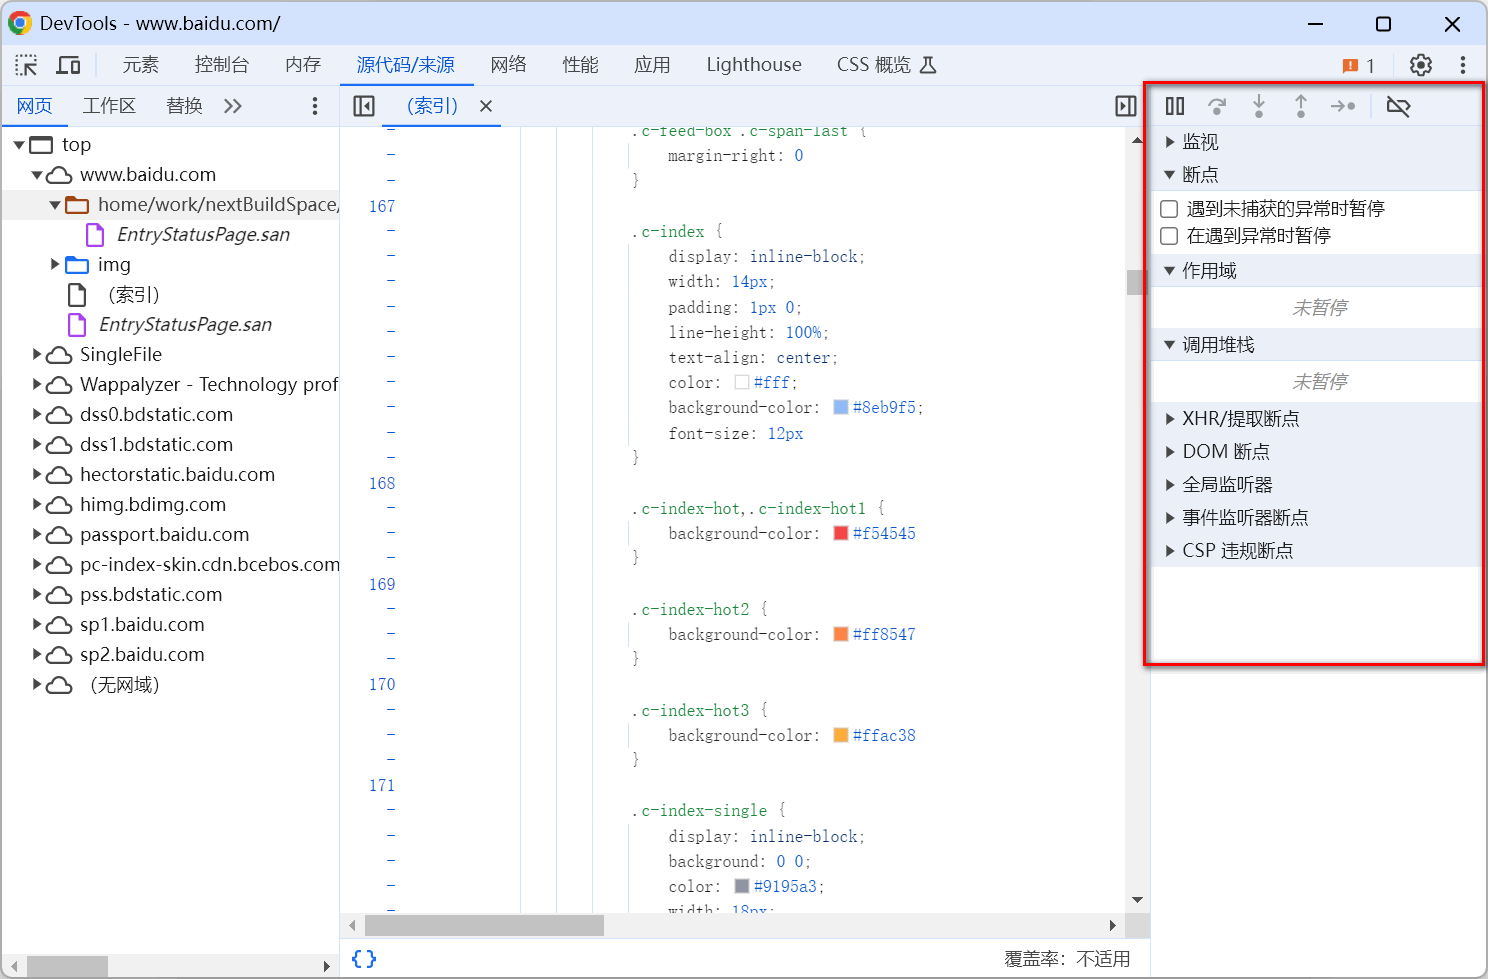 DevTools - www.baidu.com/
元素 控制台 内存 源代码/来源 网络 性能 应用 Lighthouse CSS 概览 1
网页 工作区 替换
top
www.baidu.com
home/work/nextBuildSpace/
EntryStatusPage.san
img
（索引）
EntryStatusPage.san
SingleFile
Wappalyzer - Technology prof
dss0.bdstatic.com
dss1.bdstatic.com
hectorstatic.baidu.com
himg.bdimg.com
passport.baidu.com
pc-index-skin.cdn.bcebos.com
pss.bdstatic.com
sp1.baidu.com
sp2.baidu.com
（无网域）
（索引） ×
.c-feed-box .c-span-last {
-
- margin-right: 0
- }
167
- .c-index {
- display: inline-block;
- width: 14px;
- padding: 1px 0;
- line-height: 100%;
- text-align: center;
- color: #fff;
- background-color: #8eb9f5;
- font-size: 12px
- }
168
- .c-index-hot,.c-index-hot1 {
- background-color: #f54545
- }
169
- .c-index-hot2 {
- background-color: #ff8547
- }
170
- .c-index-hot3 {
- background-color: #ffac38
- }
171
- .c-index-single {
- display: inline-block;
- background: 0 0;
- color: #9195a3;
- width: 18px;
{} 覆盖率：不适用
监视
断点
遇到未捕获的异常时暂停
在遇到异常时暂停
作用域
未暂停
调用堆栈
未暂停
XHR/提取断点
DOM 断点
全局监听器
事件监听器断点
CSP 违规断点